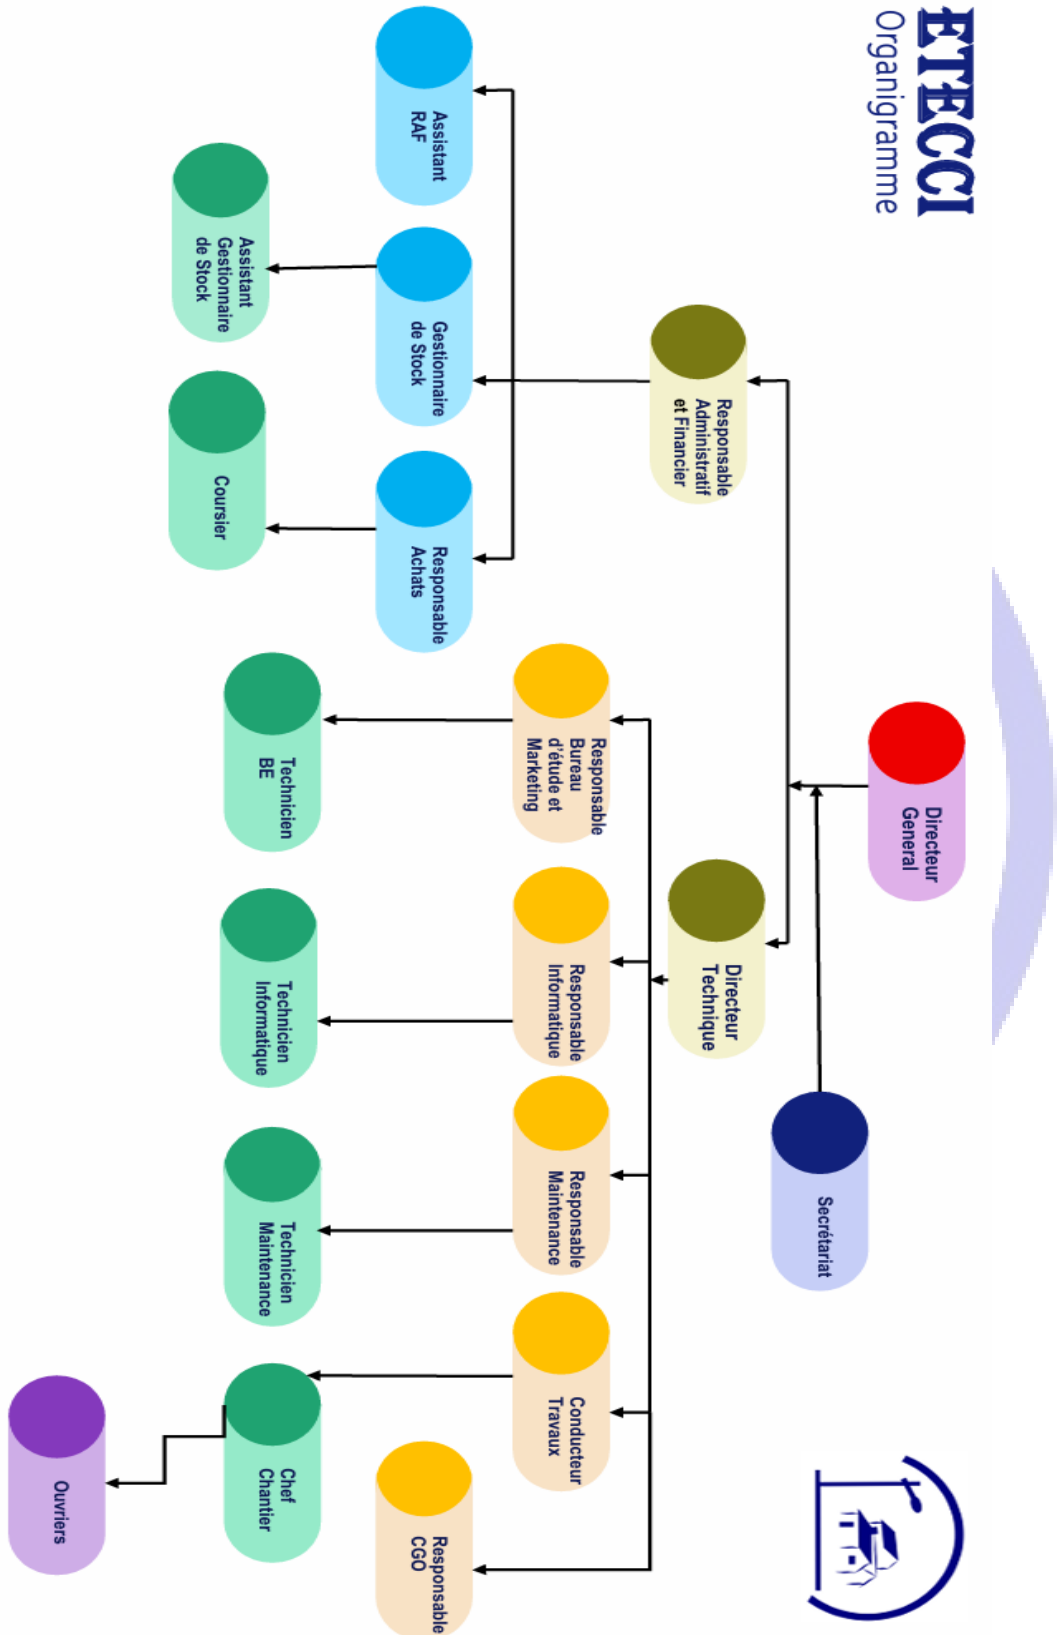 ETECCI
Organigramme
Directeur
General
Secrétariat
Responsable
Administratif
et Financier
Directeur
Technique
Assistant
RAF
Gestionnaire
de Stock
Responsable
Achats
Responsable
Bureau
d'étude et
Marketing
Responsable
Informatique
Responsable
Maintenance
Conducteur
Travaux
Responsable
CGO
Assistant
Gestionnaire
de Stock
Coursier
Technicien
BE
Technicien
Informatique
Technicien
Maintenance
Chef
Chantier
Ouvriers